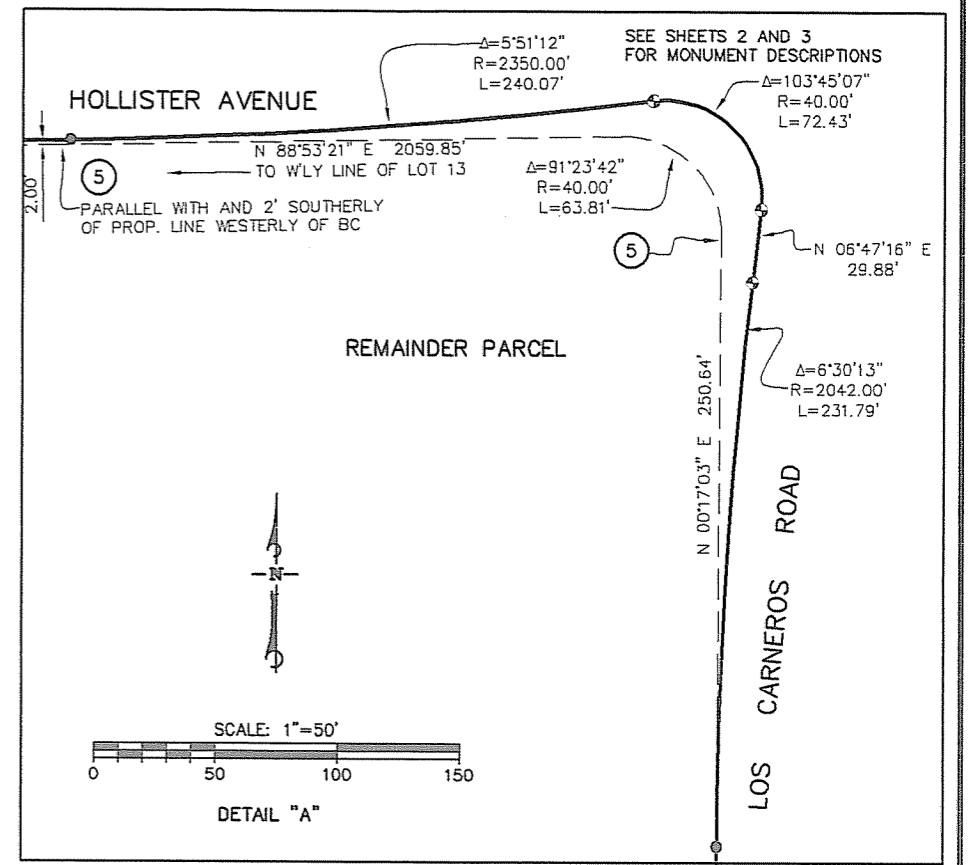 Δ=5°51'12"
R=2350.00'
L=240.07'
SEE SHEETS 2 AND 3
FOR MONUMENT DESCRIPTIONS
Δ=103°45'07"
R=40.00'
L=72.43'
HOLLISTER AVENUE
N 88°53'21" E 2059.85'
TO W'LY LINE OF LOT 13
5
2.00'
PARALLEL WITH AND 2' SOUTHERLY
OF PROP. LINE WESTERLY OF BC
Δ=91°23'42"
R=40.00'
L=63.81'
5
N 06°47'16" E
29.88'
REMAINDER PARCEL
Δ=6°30'13"
R=2042.00'
L=231.79'
N 00°17'03" E 250.64'
LOS CARNEROS ROAD
N
SCALE: 1"=50'
0 50 100 150
DETAIL "A"